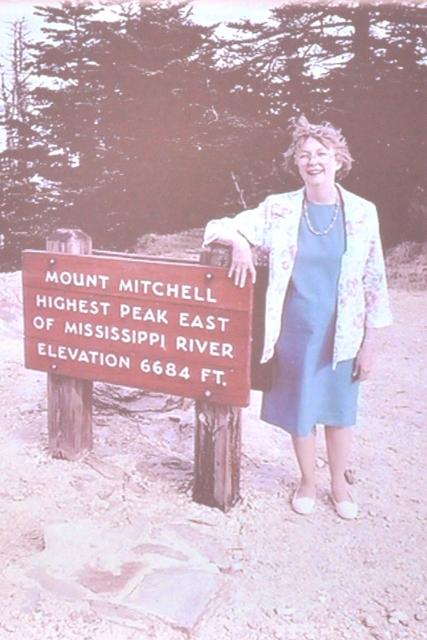 MOUNT MITCHELL
HIGHEST PEAK EAST
OF MISSISSIPPI RIVER
ELEVATION 6684 FT.